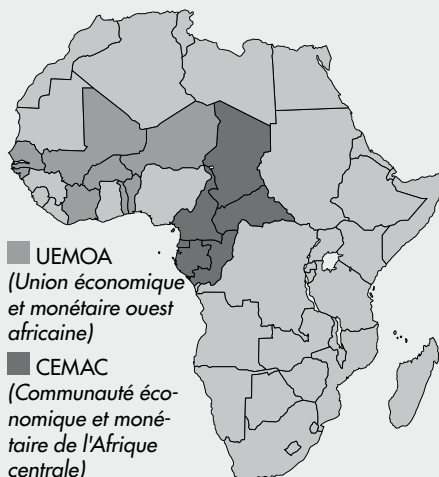 UEMOA
(Union économique
et monétaire ouest
africaine)
CEMAC
(Communauté éco-
nomique et moné-
taire de l'Afrique
centrale)